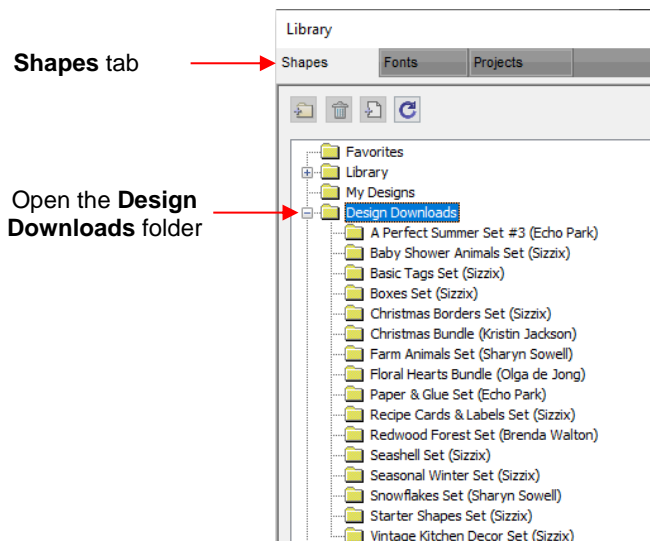 Library
Shapes tab
Shapes Fonts Projects
Favorites
Library
My Designs
Open the Design
Downloads folder
Design Downloads
A Perfect Summer Set #3 (Echo Park)
Baby Shower Animals Set (Sizzix)
Basic Tags Set (Sizzix)
Boxes Set (Sizzix)
Christmas Borders Set (Sizzix)
Christmas Bundle (Kristin Jackson)
Farm Animals Set (Sharyn Sowell)
Floral Hearts Bundle (Olga de Jong)
Paper & Glue Set (Echo Park)
Recipe Cards & Labels Set (Sizzix)
Redwood Forest Set (Brenda Walton)
Seashell Set (Sizzix)
Seasonal Winter Set (Sizzix)
Snowflakes Set (Sharyn Sowell)
Starter Shapes Set (Sizzix)
Vintage Kitchen Decor Set (Sizzix)